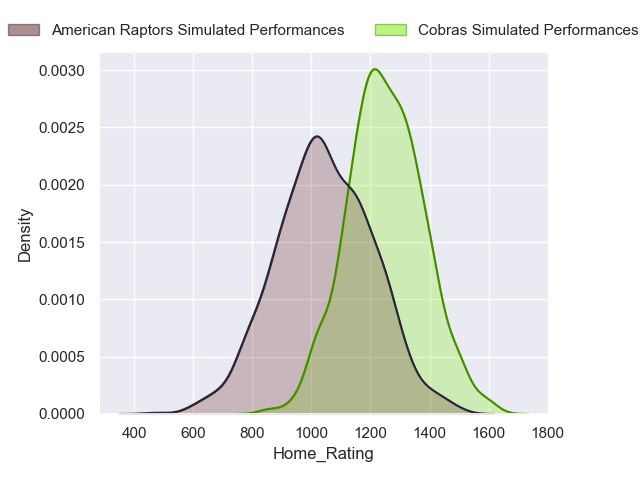 American Raptors Simulated Performances
Cobras Simulated Performances
0.0030
0.0025
0.0020
0.0015
0.0010
0.0005
0.0000
Density
400 600 800 1000 1200 1400 1600 1800
Home_Rating